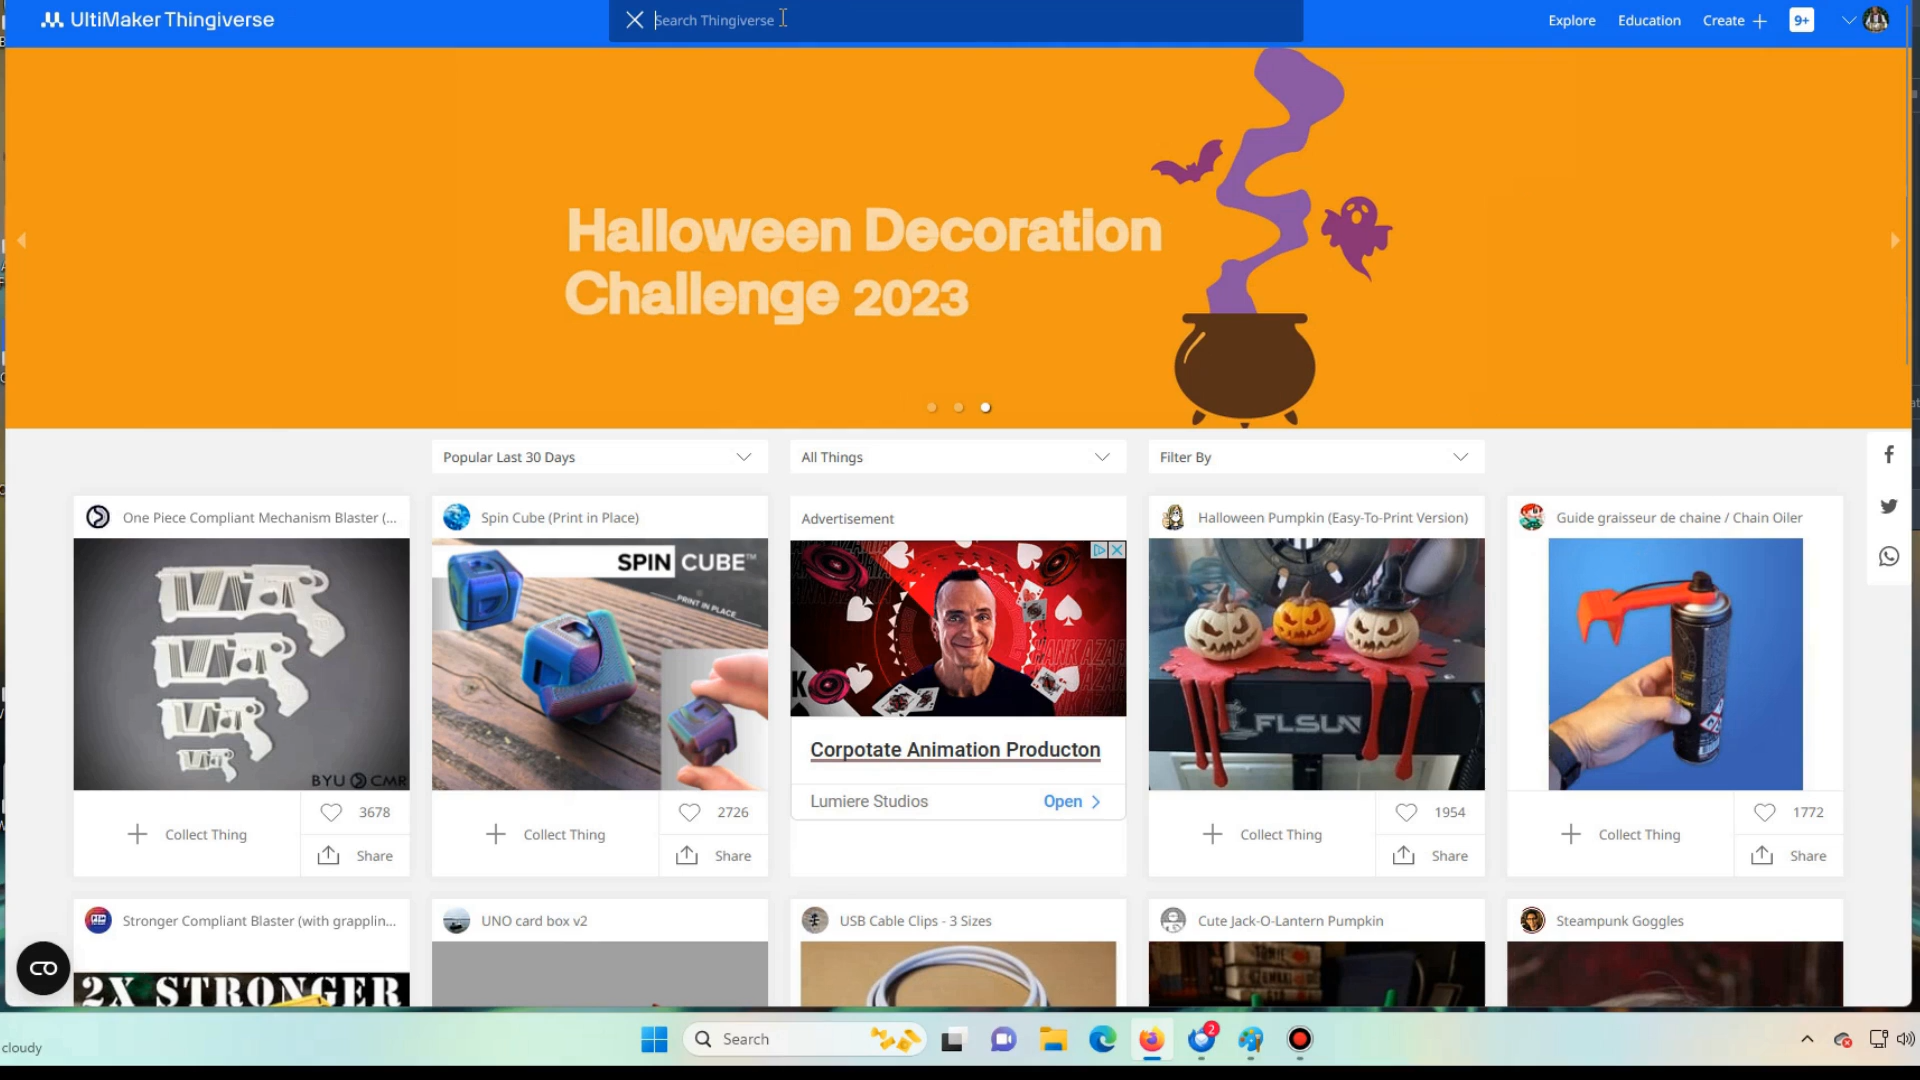 UltiMaker Thingiverse
Search Thingiverse
Explore
Education
Create
9+
Halloween Decoration
Challenge 2023
Popular Last 30 Days
All Things
Filter By
One Piece Compliant Mechanism Blaster (...
Spin Cube (Print in Place)
Advertisement
Halloween Pumpkin (Easy-To-Print Version)
Guide graisseur de chaine / Chain Oiler
SPIN CUBE™
PRINT IN PLACE
HANK AZAR
FLSUN
BYU CMR
Corpotate Animation Producton
Lumiere Studios
Open
Collect Thing
3678
Share
Collect Thing
2726
Share
Collect Thing
1954
Share
Collect Thing
1772
Share
Stronger Compliant Blaster (with grapplin...
UNO card box v2
USB Cable Clips - 3 Sizes
Cute Jack-O-Lantern Pumpkin
Steampunk Goggles
2X STRONGER
cloudy
Search
2